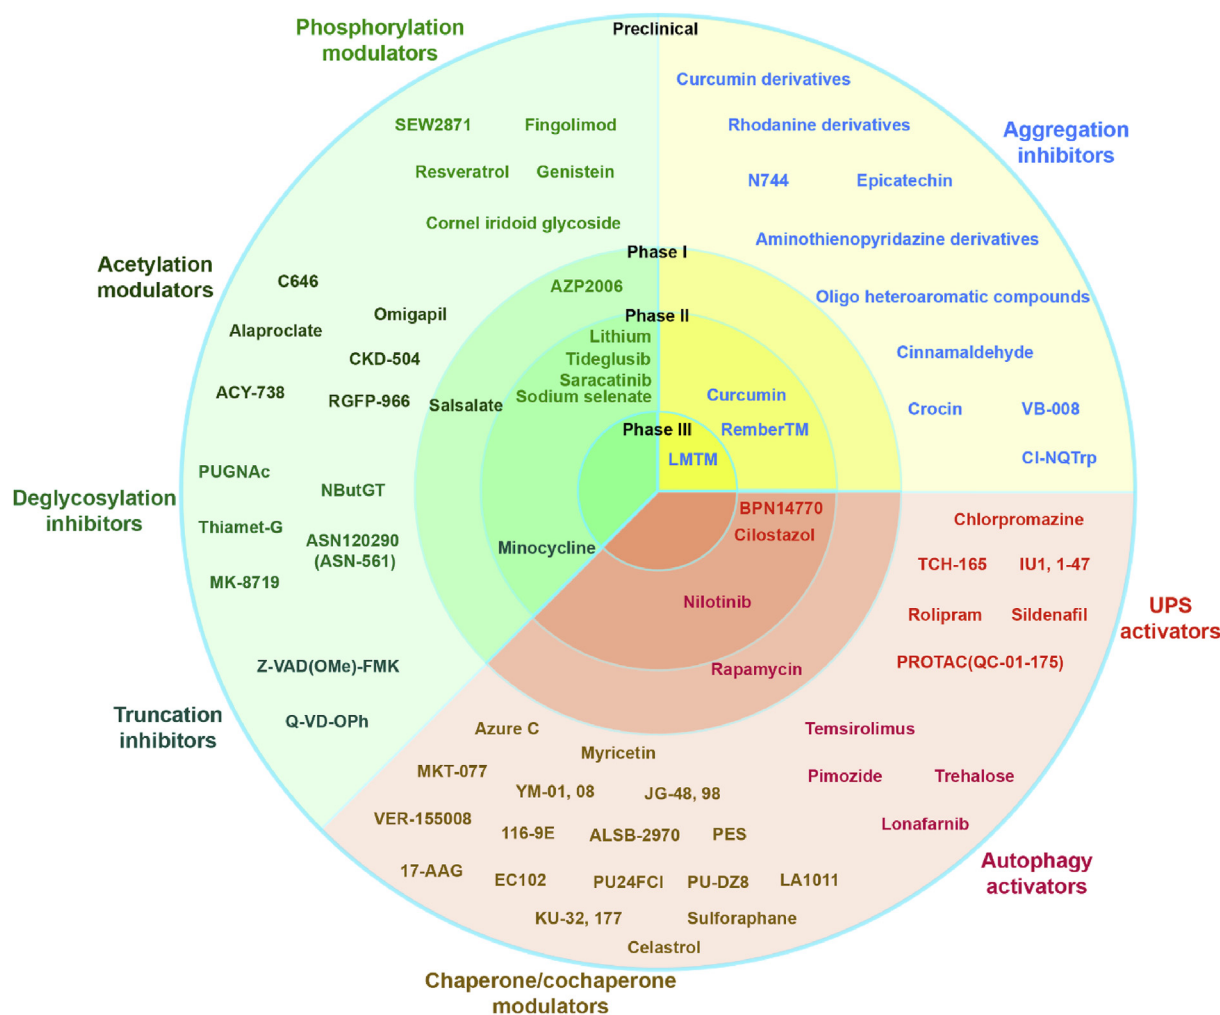 Phosphorylation
modulators
Preclinical
Curcumin derivatives
SEW2871
Fingolimod
Rhodanine derivatives
Aggregation
inhibitors
Resveratrol
Genistein
N744
Epicatechin
Cornel iridoid glycoside
Aminothienopyridazine derivatives
Phase I
Acetylation
modulators
C646
AZP2006
Oligo heteroaromatic compounds
Omigapil
Phase II
Alaproclate
Lithium
CKD-504
Tideglusib
Cinnamaldehyde
Saracatinib
ACY-738
RGFP-966
Salsalate
Sodium selenate
Curcumin
Crocin
VB-008
Phase III
RemberTM
LMTM
CI-NQTrp
PUGNAc
NButGT
Deglycosylation
inhibitors
BPN14770
Chlorpromazine
Thiamet-G
ASN120290
(ASN-561)
Minocycline
Cilostazol
TCH-165
IU1, 1-47
MK-8719
Nilotinib
Rolipram
Sildenafil
UPS
activators
Z-VAD(OMe)-FMK
Rapamycin
PROTAC(QC-01-175)
Truncation
inhibitors
Q-VD-OPh
Azure C
Temsirolimus
Myricetin
MKT-077
Pimozide
Trehalose
YM-01, 08
JG-48, 98
VER-155008
116-9E
ALSB-2970
PES
Lonafarnib
17-AAG
EC102
PU24FCI
PU-DZ8
LA1011
Autophagy
activators
KU-32, 177
Sulforaphane
Celastrol
Chaperone/cochaperone
modulators